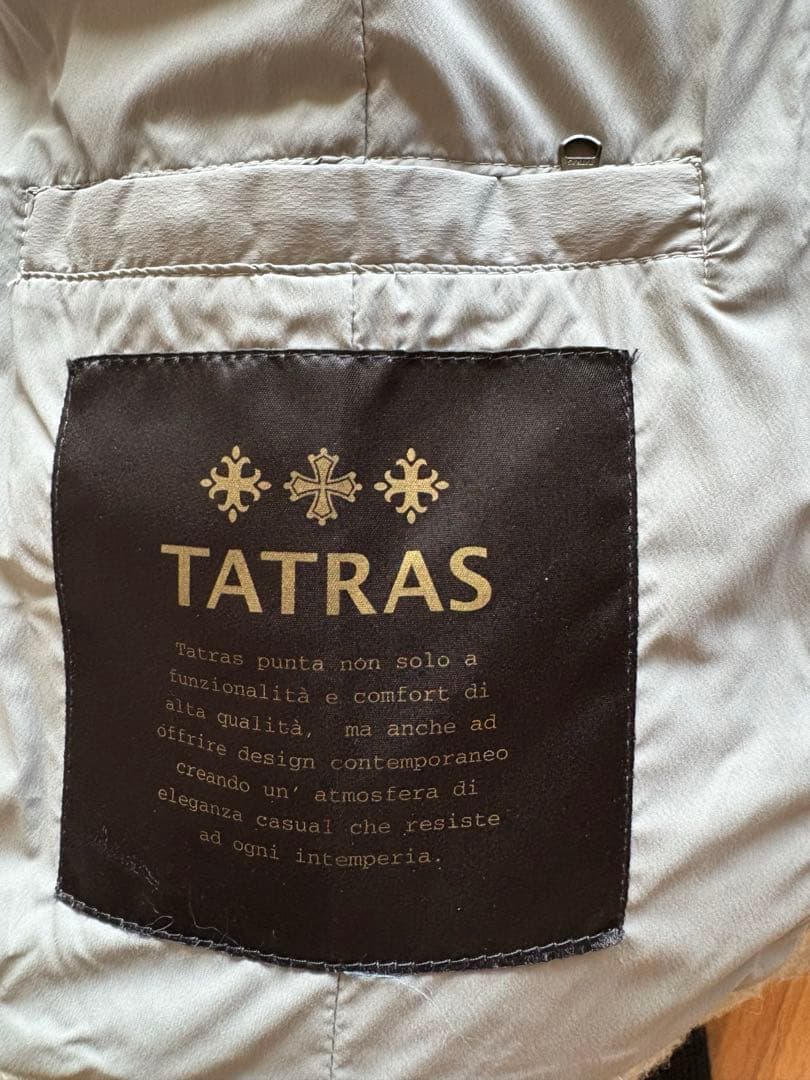 TATRAS
Tatras punta non solo a
funzionalità e comfort di
alta qualità, ma anche ad
offrire design contemporaneo
creando un' atmosfera di
eleganza casual che resiste
ad ogni intemperia.